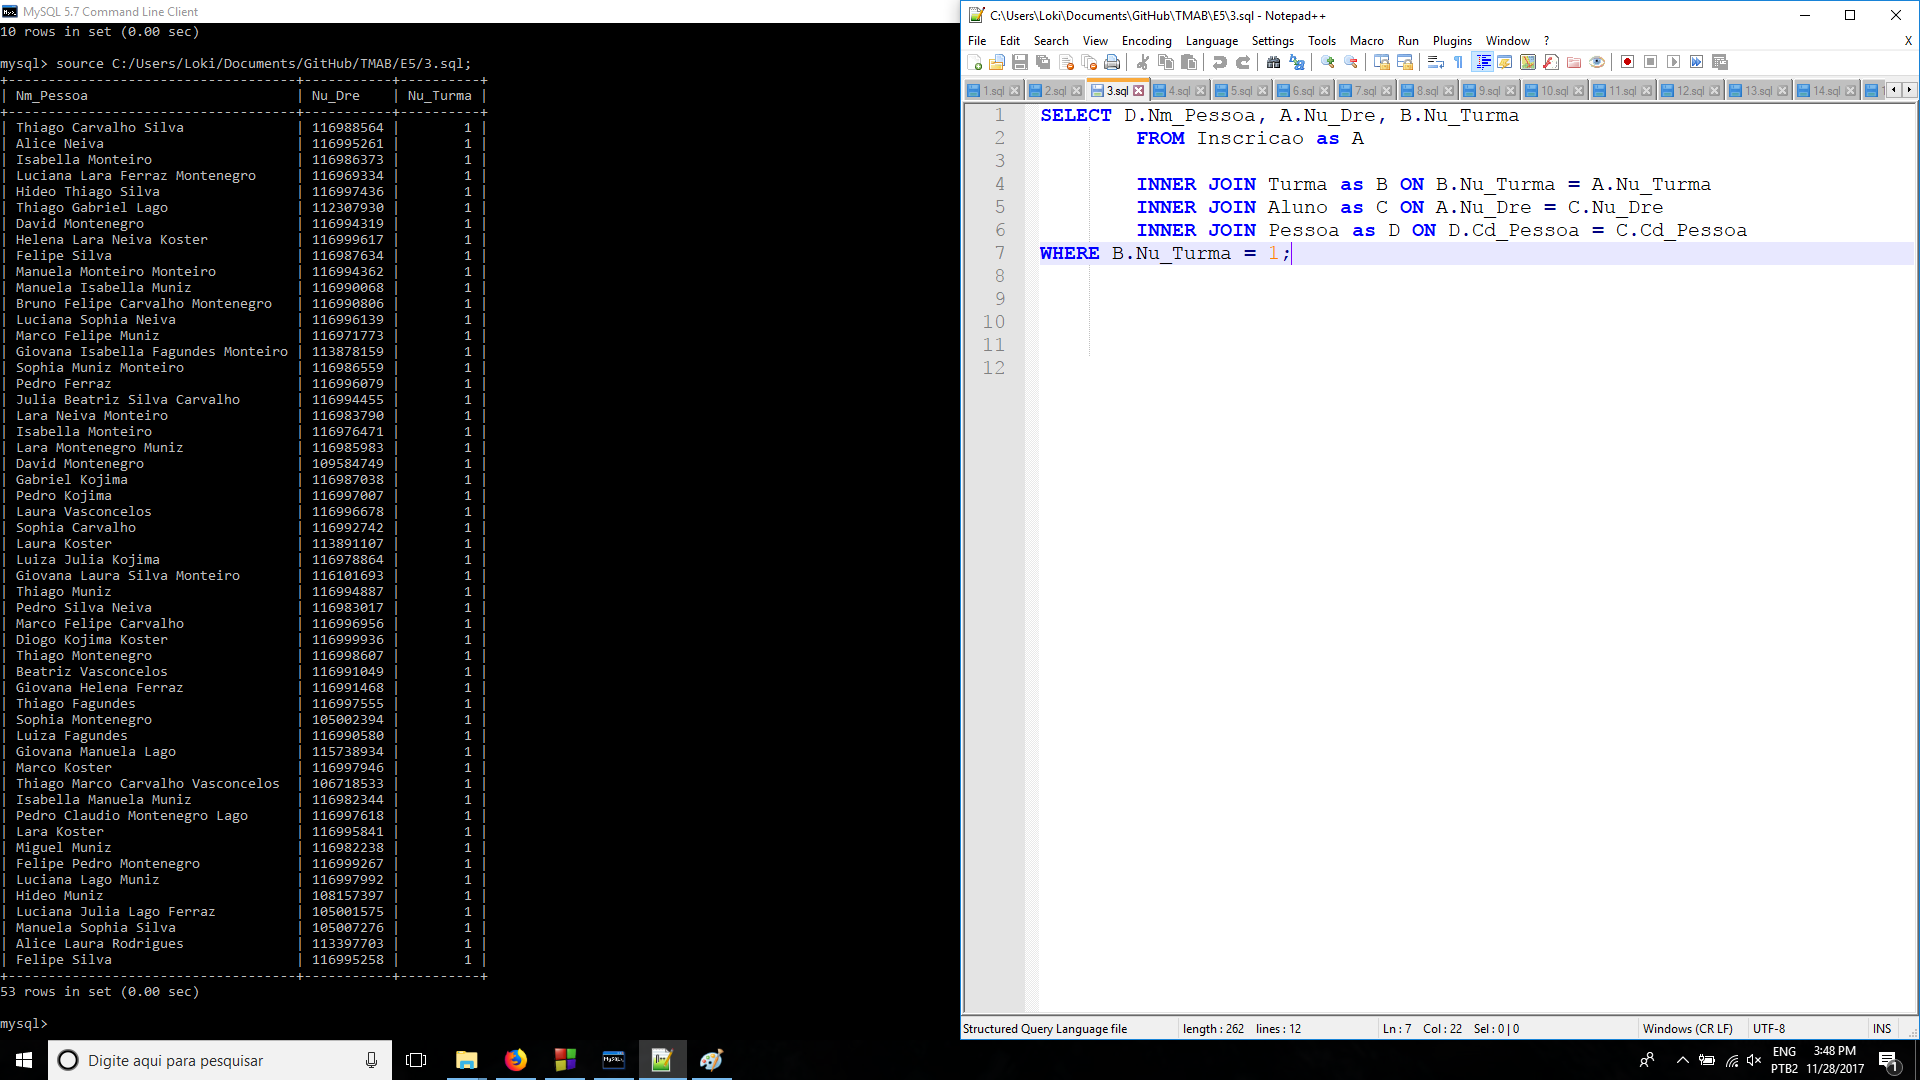 MySQL 5.7 Command Line Client
10 rows in set (0.00 sec)
mysql> source C:/Users/Loki/Documents/GitHub/TMAB/E5/3.sql;
+------------------------------------+-----------+----------+
| Nm_Pessoa | Nu_Dre | Nu_Turma |
+------------------------------------+-----------+----------+
| Thiago Carvalho Silva | 116988564 | 1 |
| Alice Neiva | 116995261 | 1 |
| Isabella Monteiro | 116986373 | 1 |
| Luciana Lara Ferraz Montenegro | 116969334 | 1 |
| Hideo Thiago Silva | 116997436 | 1 |
| Thiago Gabriel Lago | 112307930 | 1 |
| David Montenegro | 116994319 | 1 |
| Helena Lara Neiva Koster | 116999617 | 1 |
| Felipe Silva | 116987634 | 1 |
| Manuela Monteiro Monteiro | 116994362 | 1 |
| Manuela Isabella Muniz | 116990068 | 1 |
| Bruno Felipe Carvalho Montenegro | 116990806 | 1 |
| Luciana Sophia Neiva | 116996139 | 1 |
| Marco Felipe Muniz | 116971773 | 1 |
| Giovana Isabella Fagundes Monteiro | 113878159 | 1 |
| Sophia Muniz Monteiro | 116986559 | 1 |
| Pedro Ferraz | 116996079 | 1 |
| Julia Beatriz Silva Carvalho | 116994455 | 1 |
| Lara Neiva Monteiro | 116983790 | 1 |
| Isabella Monteiro | 116976471 | 1 |
| Lara Montenegro Muniz | 116985983 | 1 |
| David Montenegro | 109584749 | 1 |
| Gabriel Kojima | 116987038 | 1 |
| Pedro Kojima | 116997007 | 1 |
| Laura Vasconcelos | 116996678 | 1 |
| Sophia Carvalho | 116992742 | 1 |
| Laura Koster | 113891107 | 1 |
| Luiza Julia Kojima | 116978864 | 1 |
| Giovana Laura Silva Monteiro | 116101693 | 1 |
| Thiago Muniz | 116994887 | 1 |
| Pedro Silva Neiva | 116983017 | 1 |
| Marco Felipe Carvalho | 116996956 | 1 |
| Diogo Kojima Koster | 116999936 | 1 |
| Thiago Montenegro | 116998607 | 1 |
| Beatriz Vasconcelos | 116991049 | 1 |
| Giovana Helena Ferraz | 116991468 | 1 |
| Thiago Fagundes | 116997555 | 1 |
| Sophia Montenegro | 105002394 | 1 |
| Luiza Fagundes | 116990580 | 1 |
| Giovana Manuela Lago | 115738934 | 1 |
| Marco Koster | 116997946 | 1 |
| Thiago Marco Carvalho Vasconcelos | 106718533 | 1 |
| Isabella Manuela Muniz | 116982344 | 1 |
| Pedro Claudio Montenegro Lago | 116997618 | 1 |
| Lara Koster | 116995841 | 1 |
| Miguel Muniz | 116982238 | 1 |
| Felipe Pedro Montenegro | 116999267 | 1 |
| Luciana Lago Muniz | 116997992 | 1 |
| Hideo Muniz | 108157397 | 1 |
| Luciana Julia Lago Ferraz | 105001575 | 1 |
| Manuela Sophia Silva | 105007276 | 1 |
| Alice Laura Rodrigues | 113397703 | 1 |
| Felipe Silva | 116995258 | 1 |
+------------------------------------+-----------+----------+
53 rows in set (0.00 sec)
mysql>
C:\Users\Loki\Documents\GitHub\TMAB\E5\3.sql - Notepad++
File Edit Search View Encoding Language Settings Tools Macro Run Plugins Window ? X
1.sql 2.sql 3.sql 4.sql 5.sql 6.sql 7.sql 8.sql 9.sql 10.sql 11.sql 12.sql 13.sql 14.sql
1 SELECT D.Nm_Pessoa, A.Nu_Dre, B.Nu_Turma
2 FROM Inscricao as A
3
4 INNER JOIN Turma as B ON B.Nu_Turma = A.Nu_Turma
5 INNER JOIN Aluno as C ON A.Nu_Dre = C.Nu_Dre
6 INNER JOIN Pessoa as D ON D.Cd_Pessoa = C.Cd_Pessoa
7 WHERE B.Nu_Turma = 1;
8
9
10
11
12
Structured Query Language file length : 262 lines : 12 Ln : 7 Col : 22 Sel : 0 | 0 Windows (CR LF) UTF-8 INS
Digite aqui para pesquisar
ENG 3:48 PM
PTB2 11/28/2017
1